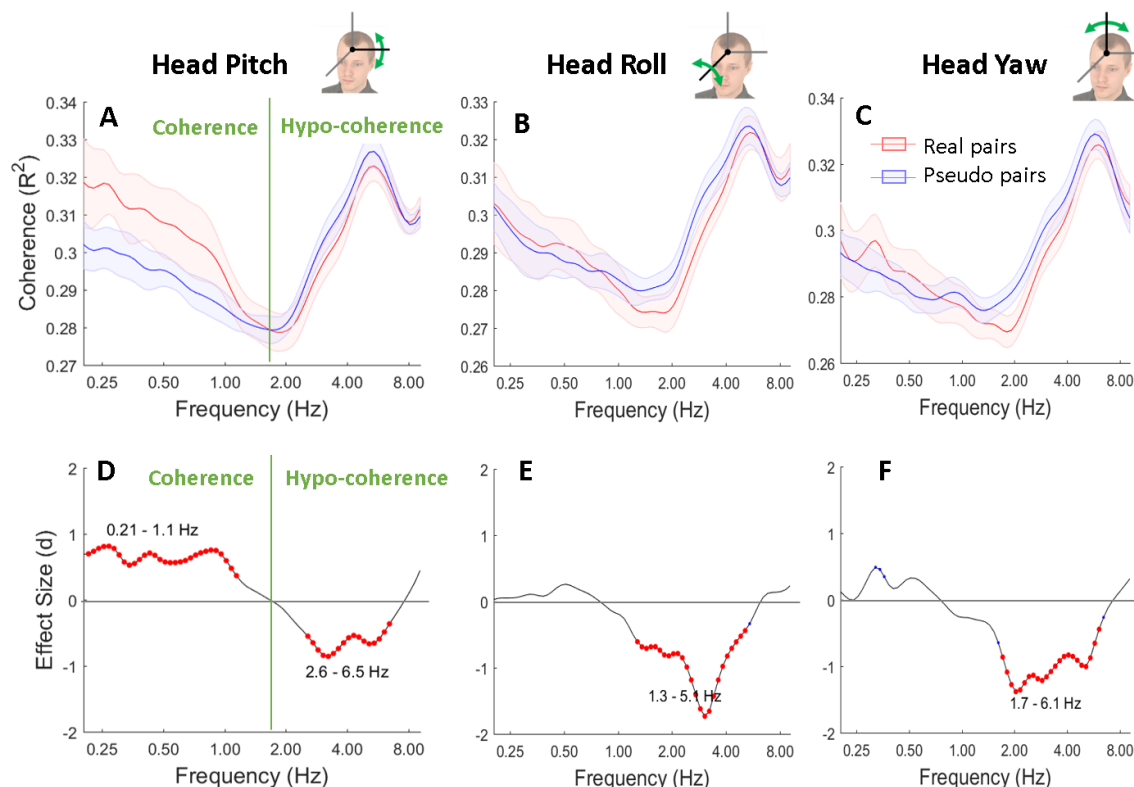 Head Pitch
Head Roll
Head Yaw
A
Coherence
Hypo-coherence
0.34
0.33
0.32
0.31
0.3
0.29
0.28
0.27
Coherence (R²)
0.25 0.50 1.00 2.00 4.00 8.00
Frequency (Hz)
B
0.33
0.32
0.31
0.3
0.29
0.28
0.27
0.26
0.25 0.50 1.00 2.00 4.00 8.00
Frequency (Hz)
C
Real pairs
Pseudo pairs
0.34
0.32
0.3
0.28
0.26
0.25 0.50 1.00 2.00 4.00 8.00
Frequency (Hz)
D
Coherence
Hypo-coherence
2
1
0
-1
-2
Effect Size (d)
0.21 - 1.1 Hz
2.6 - 6.5 Hz
0.25 0.50 1.00 2.00 4.00 8.00
Frequency (Hz)
E
2
1
0
-1
-2
1.3 - 5.1 Hz
0.25 0.50 1.00 2.00 4.00 8.00
Frequency (Hz)
F
2
1
0
-1
-2
1.7 - 6.1 Hz
0.25 0.50 1.00 2.00 4.00 8.00
Frequency (Hz)